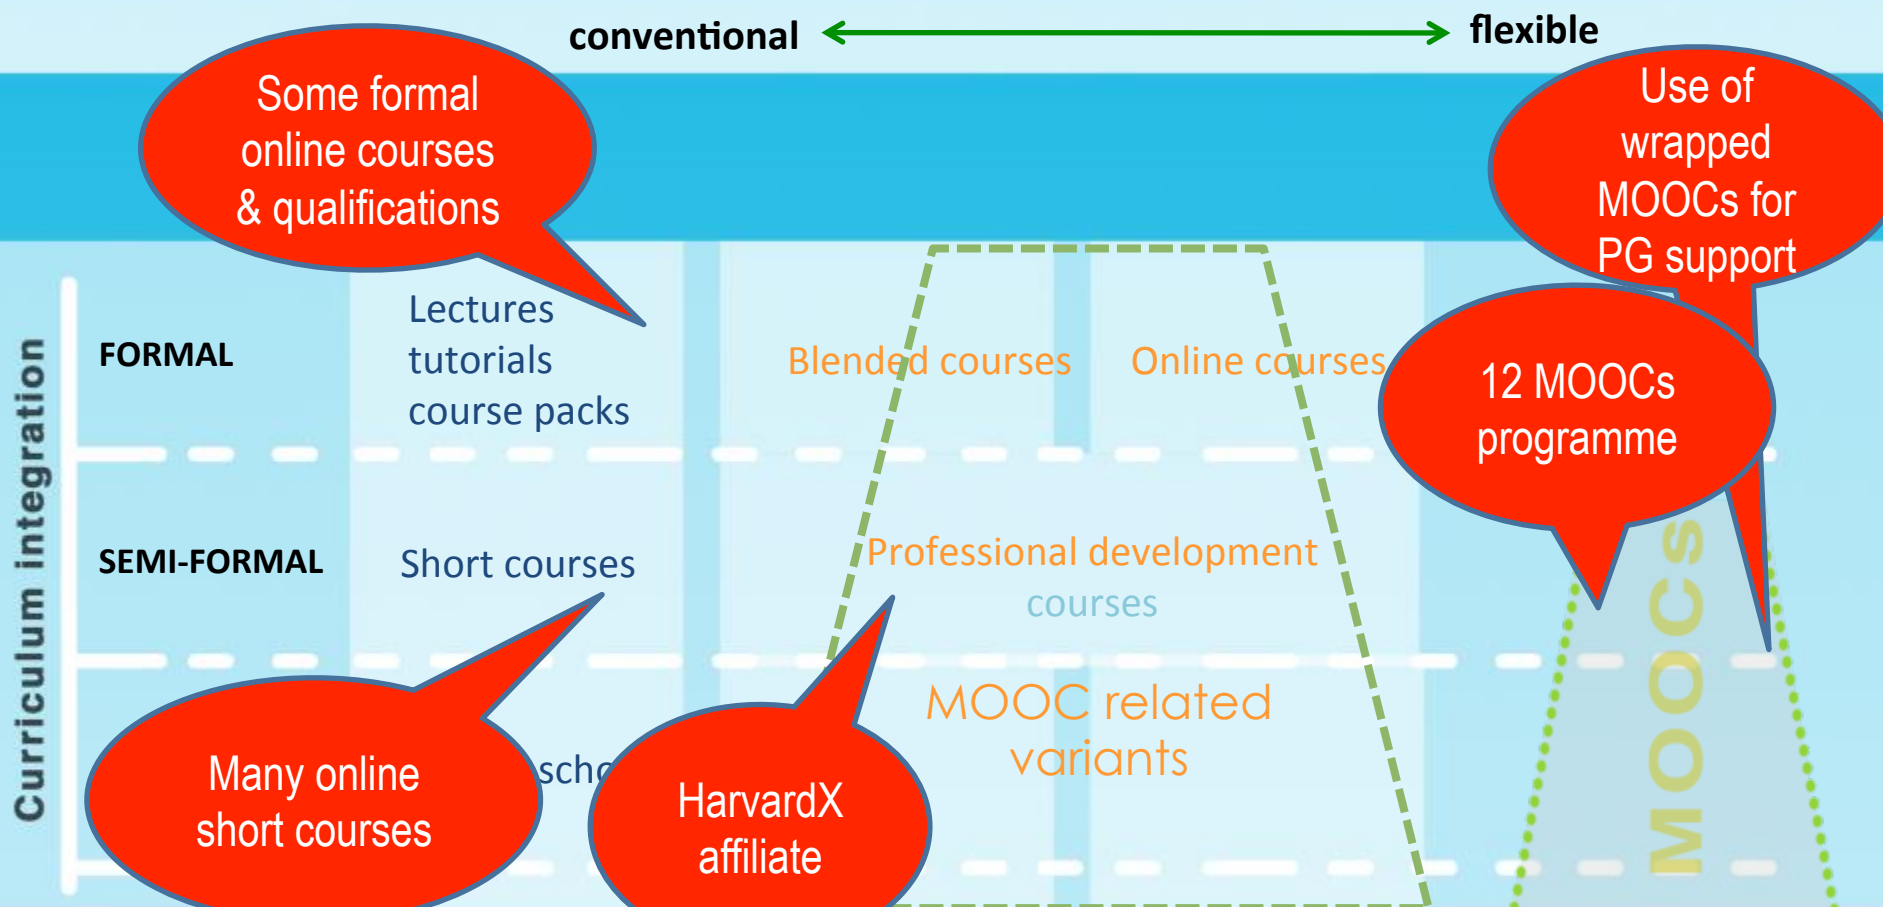 conventional
flexible
Some formal
online courses
& qualifications
Use of
wrapped
MOOCs for
PG support
Curriculum integration
FORMAL
Lectures
tutorials
course packs
Blended courses
Online courses
12 MOOCs
programme
SEMI-FORMAL
Short courses
Professional development
courses
MOOCs
MOOC related
variants
Many online
short courses
HarvardX
affiliate